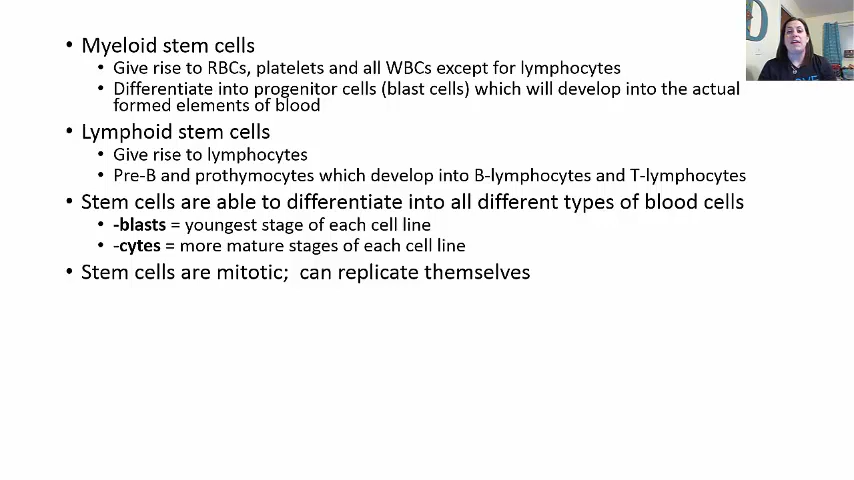 • Myeloid stem cells
• Give rise to RBCs, platelets and all WBCs except for lymphocytes
• Differentiate into progenitor cells (blast cells) which will develop into the actual
formed elements of blood
• Lymphoid stem cells
• Give rise to lymphocytes
• Pre-B and prothymocytes which develop into B-lymphocytes and T-lymphocytes
• Stem cells are able to differentiate into all different types of blood cells
• -blasts = youngest stage of each cell line
• -cytes = more mature stages of each cell line
• Stem cells are mitotic;  can replicate themselves